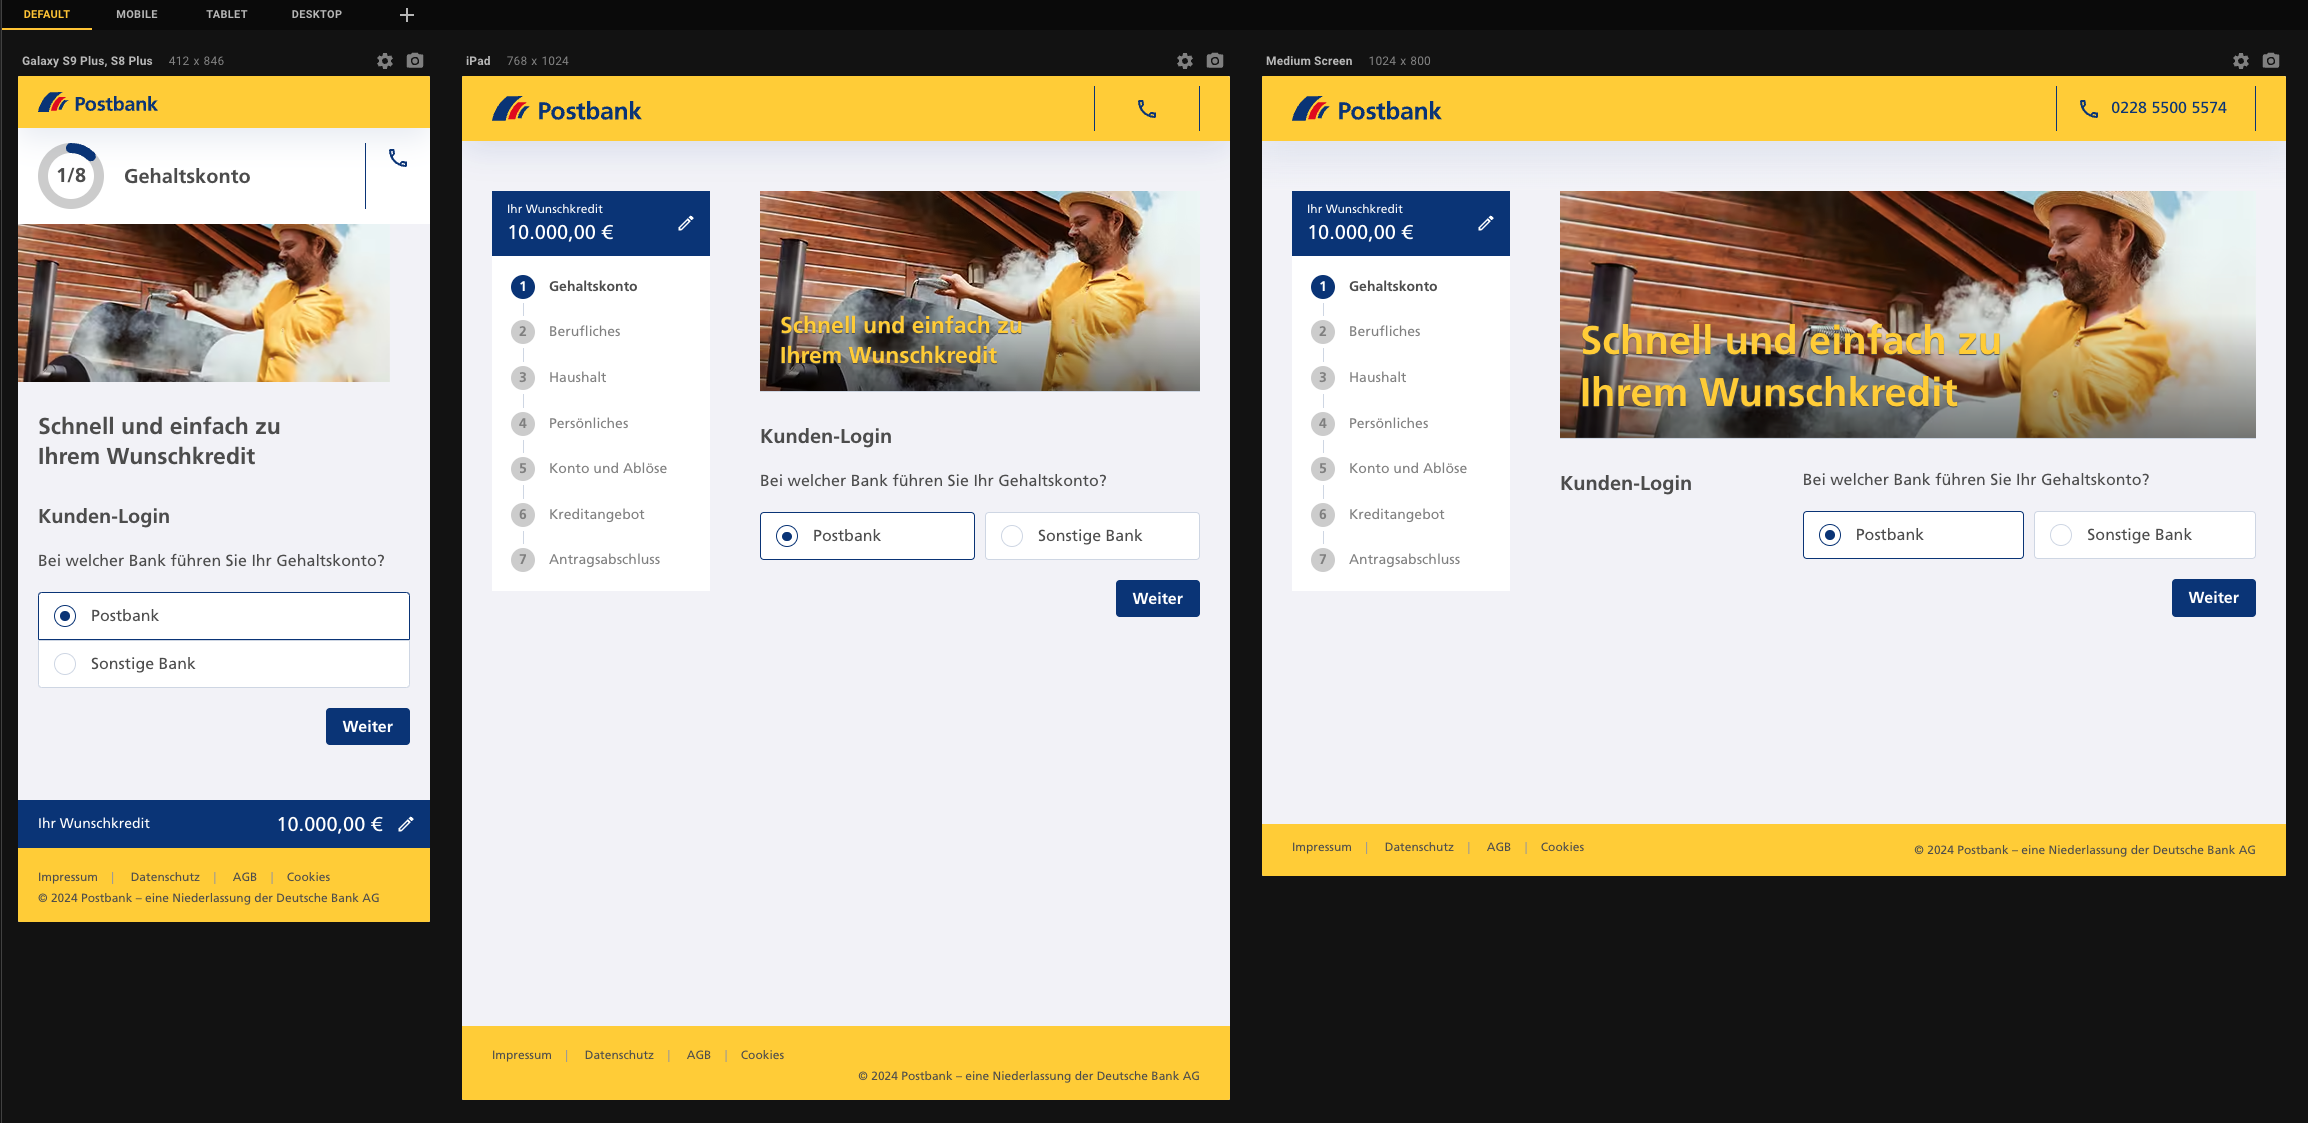 DEFAULT MOBILE TABLET DESKTOP
Galaxy S9 Plus, S8 Plus 412 x 846
Postbank
1/8 Gehaltskonto
Schnell und einfach zu
Ihrem Wunschkredit
Kunden-Login
Bei welcher Bank führen Sie Ihr Gehaltskonto?
Postbank
Sonstige Bank
Weiter
Ihr Wunschkredit 10.000,00 €
Impressum | Datenschutz | AGB | Cookies
© 2024 Postbank – eine Niederlassung der Deutsche Bank AG
iPad 768 x 1024
Postbank
Ihr Wunschkredit
10.000,00 €
1 Gehaltskonto
2 Berufliches
3 Haushalt
4 Persönliches
5 Konto und Ablöse
6 Kreditangebot
7 Antragsabschluss
Schnell und einfach zu
Ihrem Wunschkredit
Kunden-Login
Bei welcher Bank führen Sie Ihr Gehaltskonto?
Postbank Sonstige Bank
Weiter
Impressum | Datenschutz | AGB | Cookies
© 2024 Postbank – eine Niederlassung der Deutsche Bank AG
Medium Screen 1024 x 800
Postbank 0228 5500 5574
Ihr Wunschkredit
10.000,00 €
1 Gehaltskonto
2 Berufliches
3 Haushalt
4 Persönliches
5 Konto und Ablöse
6 Kreditangebot
7 Antragsabschluss
Schnell und einfach zu
Ihrem Wunschkredit
Kunden-Login
Bei welcher Bank führen Sie Ihr Gehaltskonto?
Postbank Sonstige Bank
Weiter
Impressum | Datenschutz | AGB | Cookies
© 2024 Postbank – eine Niederlassung der Deutsche Bank AG